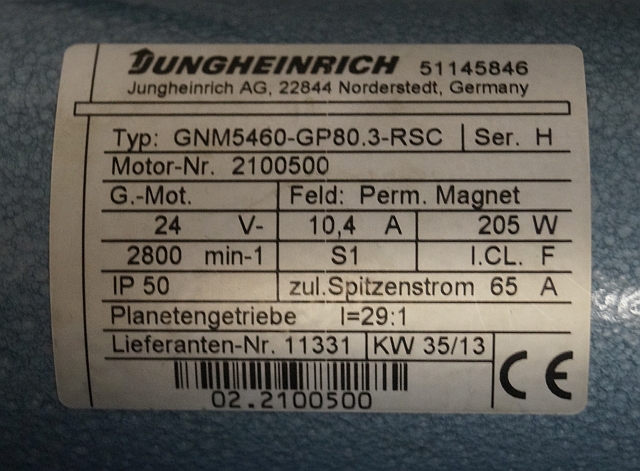 JUNGHEINRICH 51145846
Jungheinrich AG, 22844 Norderstedt, Germany
Typ: GNM5460-GP80.3-RSC Ser. H
Motor-Nr. 2100500
G.-Mot. Feld: Perm. Magnet
24 V- 10,4 A 205 W
2800 min-1 S1 I.CL. F
IP 50 zul.Spitzenstrom 65 A
Planetengetriebe I=29:1
Lieferanten-Nr. 11331 KW 35/13
CE
02.2100500